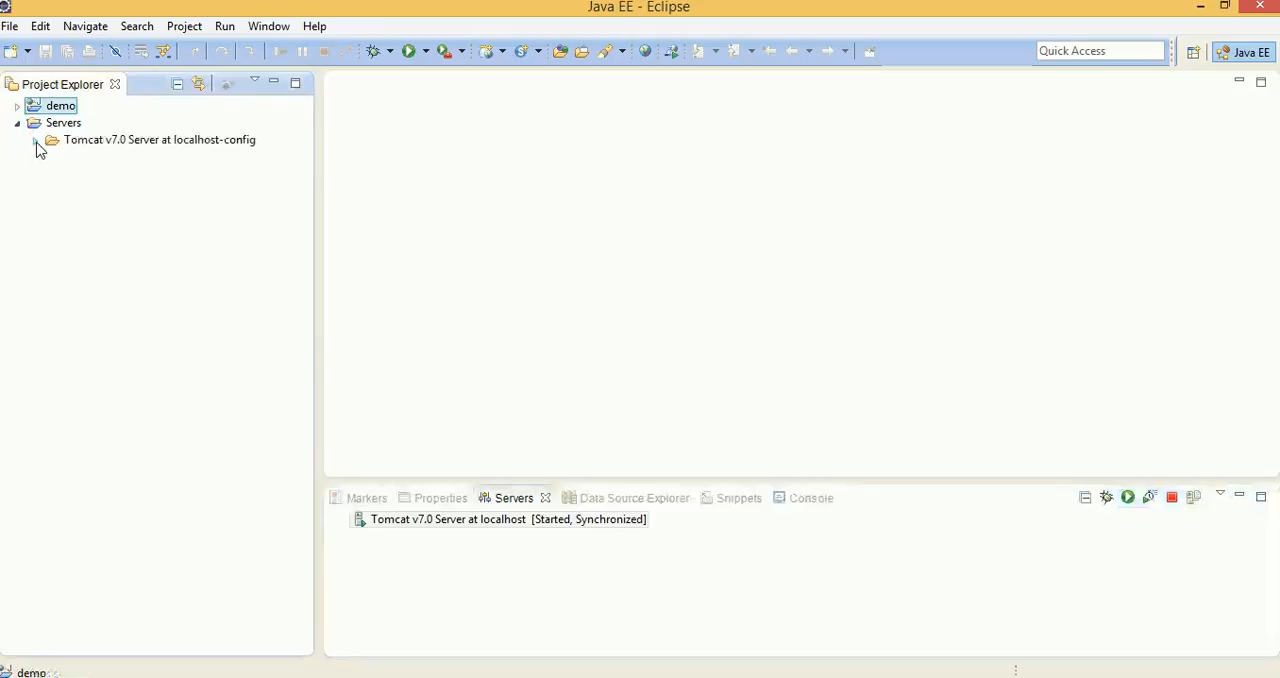 Java EE - Eclipse
File Edit Navigate Search Project Run Window Help
Quick Access
Java EE
Project Explorer
demo
Servers
Tomcat v7.0 Server at localhost-config
Markers Properties Servers Data Source Explorer Snippets Console
Tomcat v7.0 Server at localhost [Started, Synchronized]
demo